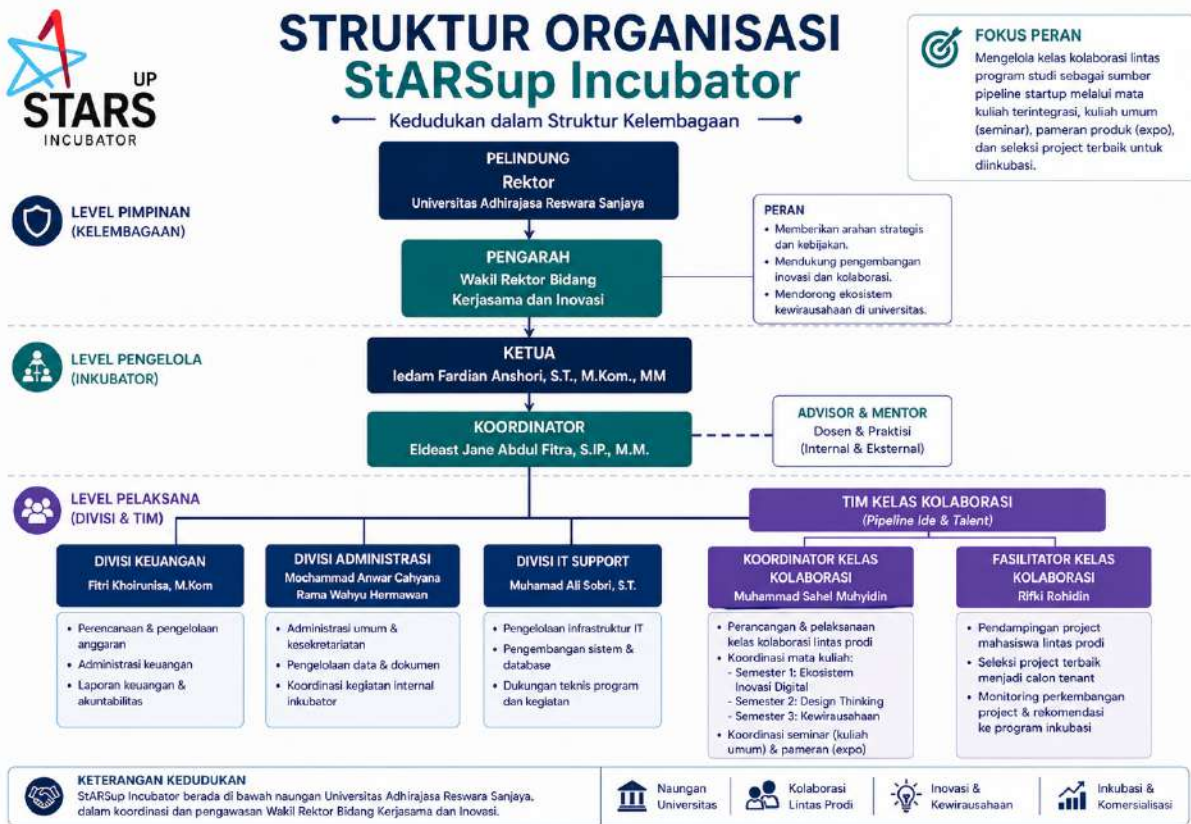 UP
STARS
INCUBATOR
STRUKTUR ORGANISASI
StARSup Incubator
Kedudukan dalam Struktur Kelembagaan
FOKUS PERAN
Mengelola kelas kolaborasi lintas
program studi sebagai sumber
pipeline startup melalui mata
kuliah terintegrasi, kuliah umum
(seminar), pameran produk (expo),
dan seleksi project terbaik untuk
diinkubasi.
LEVEL PIMPINAN
(KELEMBAGAAN)
PELINDUNG
Rektor
Universitas Adhirajasa Reswara Sanjaya
PENGARAH
Wakil Rektor Bidang
Kerjasama dan Inovasi
PERAN
• Memberikan arahan strategis
dan kebijakan.
• Mendukung pengembangan
inovasi dan kolaborasi.
• Mendorong ekosistem
kewirausahaan di universitas.
LEVEL PENGELOLA
(INKUBATOR)
KETUA
Iedam Fardian Anshori, S.T., M.Kom., MM
KOORDINATOR
Eldeast Jane Abdul Fitra, S.IP., M.M.
ADVISOR & MENTOR
Dosen & Praktisi
(Internal & Eksternal)
LEVEL PELAKSANA
(DIVISI & TIM)
TIM KELAS KOLABORASI
(Pipeline Ide & Talent)
DIVISI KEUANGAN
Fitri Khoirunisa, M.Kom
• Perencanaan & pengelolaan
anggaran
• Administrasi keuangan
• Laporan keuangan &
akuntabilitas
DIVISI ADMINISTRASI
Mochammad Anwar Cahyana
Rama Wahyu Hermawan
• Administrasi umum &
kesekretariatan
• Pengelolaan data & dokumen
• Koordinasi kegiatan internal
inkubator
DIVISI IT SUPPORT
Muhamad Ali Sobri, S.T.
• Pengelolaan infrastruktur IT
• Pengembangan sistem &
database
• Dukungan teknis program
dan kegiatan
KOORDINATOR KELAS
KOLABORASI
Muhammad Sahel Muhyidin
• Perancangan & pelaksanaan
kelas kolaborasi lintas prodi
• Koordinasi mata kuliah:
- Semester 1: Ekosistem
Inovasi Digital
- Semester 2: Design Thinking
- Semester 3: Kewirausahaan
• Koordinasi seminar (kuliah
umum) & pameran (expo)
FASILITATOR KELAS
KOLABORASI
Rifki Rohidin
• Pendampingan project
mahasiswa lintas prodi
• Seleksi project terbaik
menjadi calon tenant
• Monitoring perkembangan
project & rekomendasi
ke program inkubasi
KETERANGAN KEDUDUKAN
StARSup Incubator berada di bawah naungan Universitas Adhirajasa Reswara Sanjaya,
dalam koordinasi dan pengawasan Wakil Rektor Bidang Kerjasama dan Inovasi.
Naungan
Universitas
Kolaborasi
Lintas Prodi
Inovasi &
Kewirausahaan
Inkubasi &
Komersialisasi